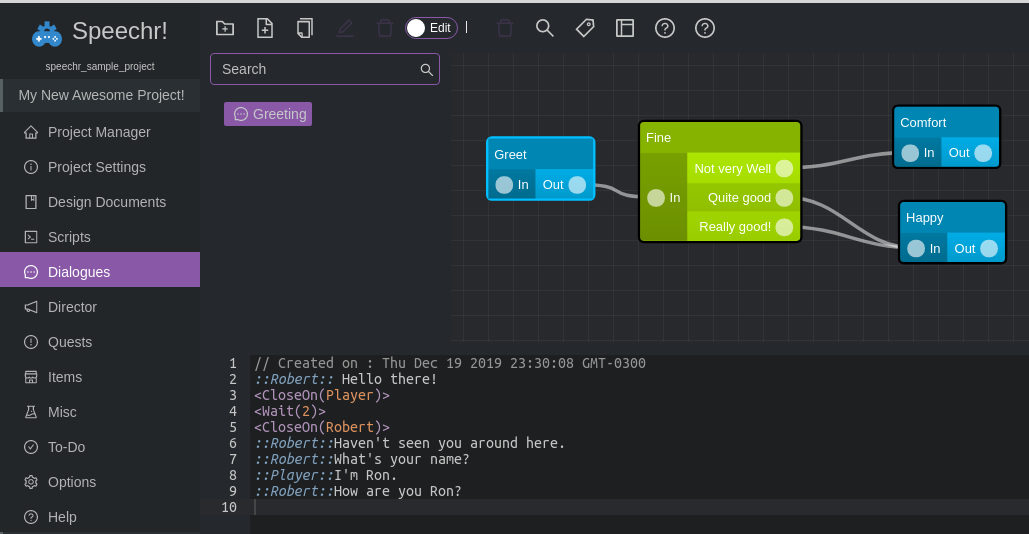 Speechr!
speechr_sample_project
My New Awesome Project!
Project Manager
Project Settings
Design Documents
Scripts
Dialogues
Director
Quests
Items
Misc
To-Do
Options
Help
Edit
Search
Greeting
Greet
In Out
Fine
In
Not very Well
Quite good
Really good!
Comfort
In Out
Happy
In Out
1 // Created on : Thu Dec 19 2019 23:30:08 GMT-0300
2 ::Robert:: Hello there!
3 <CloseOn(Player)>
4 <Wait(2)>
5 <CloseOn(Robert)>
6 ::Robert::Haven't seen you around here.
7 ::Robert::What's your name?
8 ::Player::I'm Ron.
9 ::Robert::How are you Ron?
10